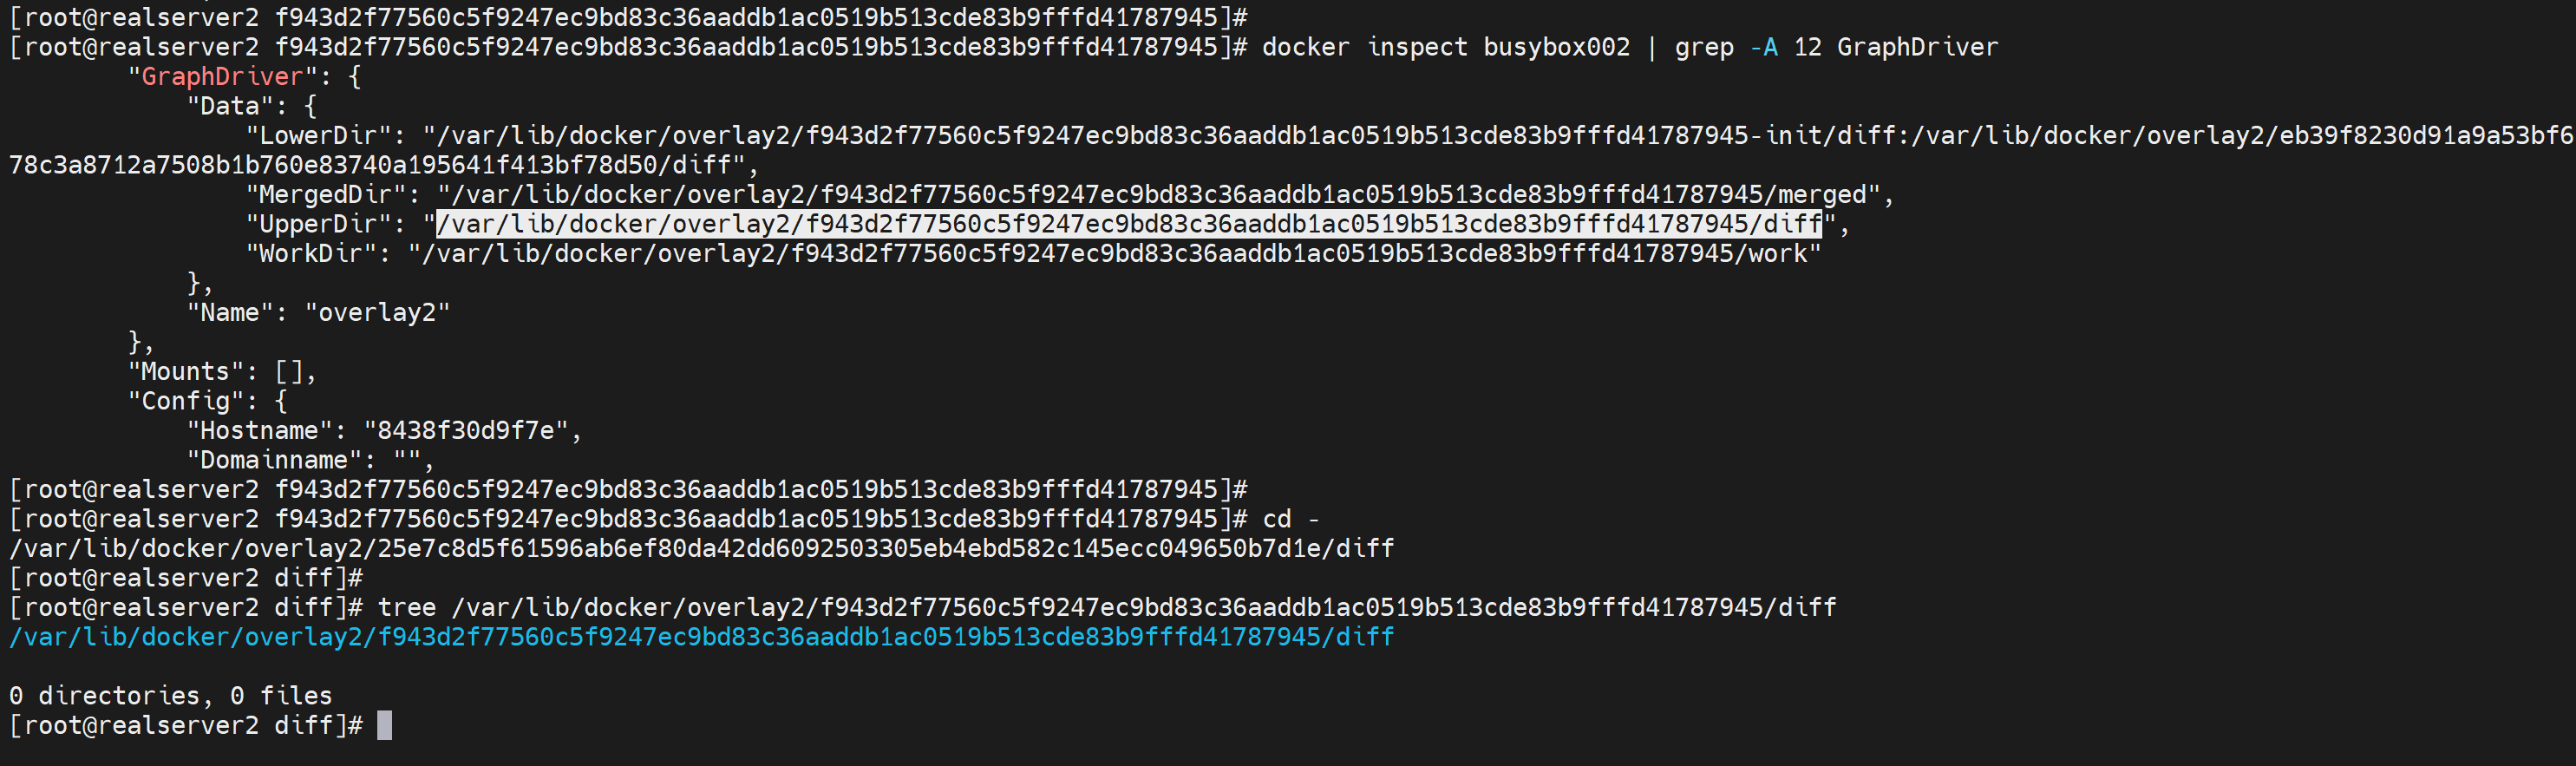 [root@realserver2 f943d2f77560c5f9247ec9bd83c36aaddb1ac0519b513cde83b9fffd41787945]#
[root@realserver2 f943d2f77560c5f9247ec9bd83c36aaddb1ac0519b513cde83b9fffd41787945]# docker inspect busybox002 | grep -A 12 GraphDriver
        "GraphDriver": {
            "Data": {
                "LowerDir": "/var/lib/docker/overlay2/f943d2f77560c5f9247ec9bd83c36aaddb1ac0519b513cde83b9fffd41787945-init/diff:/var/lib/docker/overlay2/eb39f8230d91a9a53bf6
78c3a8712a7508b1b760e83740a195641f413bf78d50/diff",
                "MergedDir": "/var/lib/docker/overlay2/f943d2f77560c5f9247ec9bd83c36aaddb1ac0519b513cde83b9fffd41787945/merged",
                "UpperDir": "/var/lib/docker/overlay2/f943d2f77560c5f9247ec9bd83c36aaddb1ac0519b513cde83b9fffd41787945/diff",
                "WorkDir": "/var/lib/docker/overlay2/f943d2f77560c5f9247ec9bd83c36aaddb1ac0519b513cde83b9fffd41787945/work"
            },
            "Name": "overlay2"
        },
        "Mounts": [],
        "Config": {
            "Hostname": "8438f30d9f7e",
            "Domainname": "",
[root@realserver2 f943d2f77560c5f9247ec9bd83c36aaddb1ac0519b513cde83b9fffd41787945]#
[root@realserver2 f943d2f77560c5f9247ec9bd83c36aaddb1ac0519b513cde83b9fffd41787945]# cd -
/var/lib/docker/overlay2/25e7c8d5f61596ab6ef80da42dd6092503305eb4ebd582c145ecc049650b7d1e/diff
[root@realserver2 diff]#
[root@realserver2 diff]# tree /var/lib/docker/overlay2/f943d2f77560c5f9247ec9bd83c36aaddb1ac0519b513cde83b9fffd41787945/diff
/var/lib/docker/overlay2/f943d2f77560c5f9247ec9bd83c36aaddb1ac0519b513cde83b9fffd41787945/diff

0 directories, 0 files
[root@realserver2 diff]#